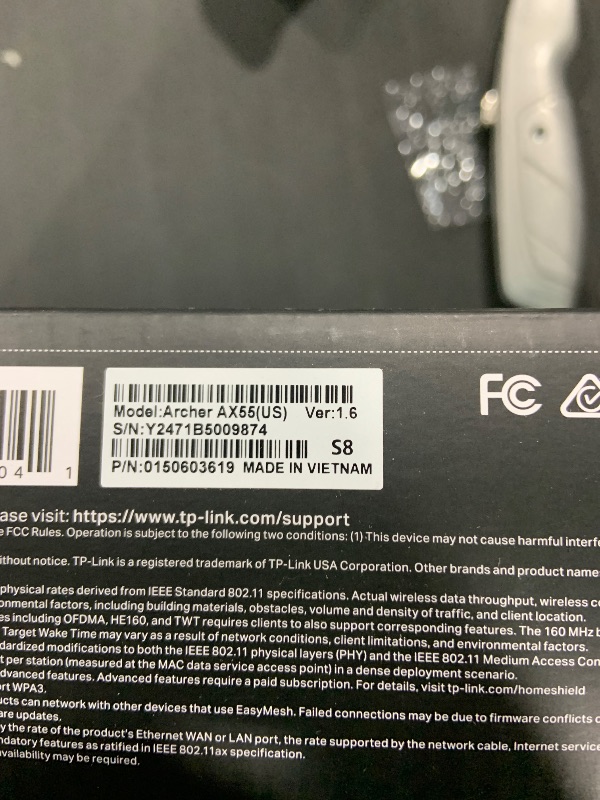 Model:Archer AX55(US) Ver:1.6
S/N:Y2471B5009874
S8
P/N:0150603619 MADE IN VIETNAM
04 1
FC
ase visit: https://www.tp-link.com/support
e FCC Rules. Operation is subject to the following two conditions: (1) This device may not cause harmful interfe
without notice. TP-Link is a registered trademark of TP-Link USA Corporation. Other brands and product name
physical rates derived from IEEE Standard 802.11 specifications. Actual wireless data throughput, wireless co
onmental factors, including building materials, obstacles, volume and density of traffic, and client location.
es including OFDMA, HE160, and TWT requires clients to also support corresponding features. The 160 MHz b
Target Wake Time may vary as a result of network conditions, client limitations, and environmental factors.
dardized modifications to both the IEEE 802.11 physical layers (PHY) and the IEEE 802.11 Medium Access Con
t per station (measured at the MAC data service access point) in a dense deployment scenario.
advanced features. Advanced features require a paid subscription. For details, visit tp-link.com/homeshield
ort WPA3.
ucts can network with other devices that use EasyMesh. Failed connections may be due to firmware conflicts o
are updates.
y the rate of the product's Ethernet WAN or LAN port, the rate supported by the network cable, Internet service
ndatory features as ratified in IEEE 802.11ax specification.
availability may be required.